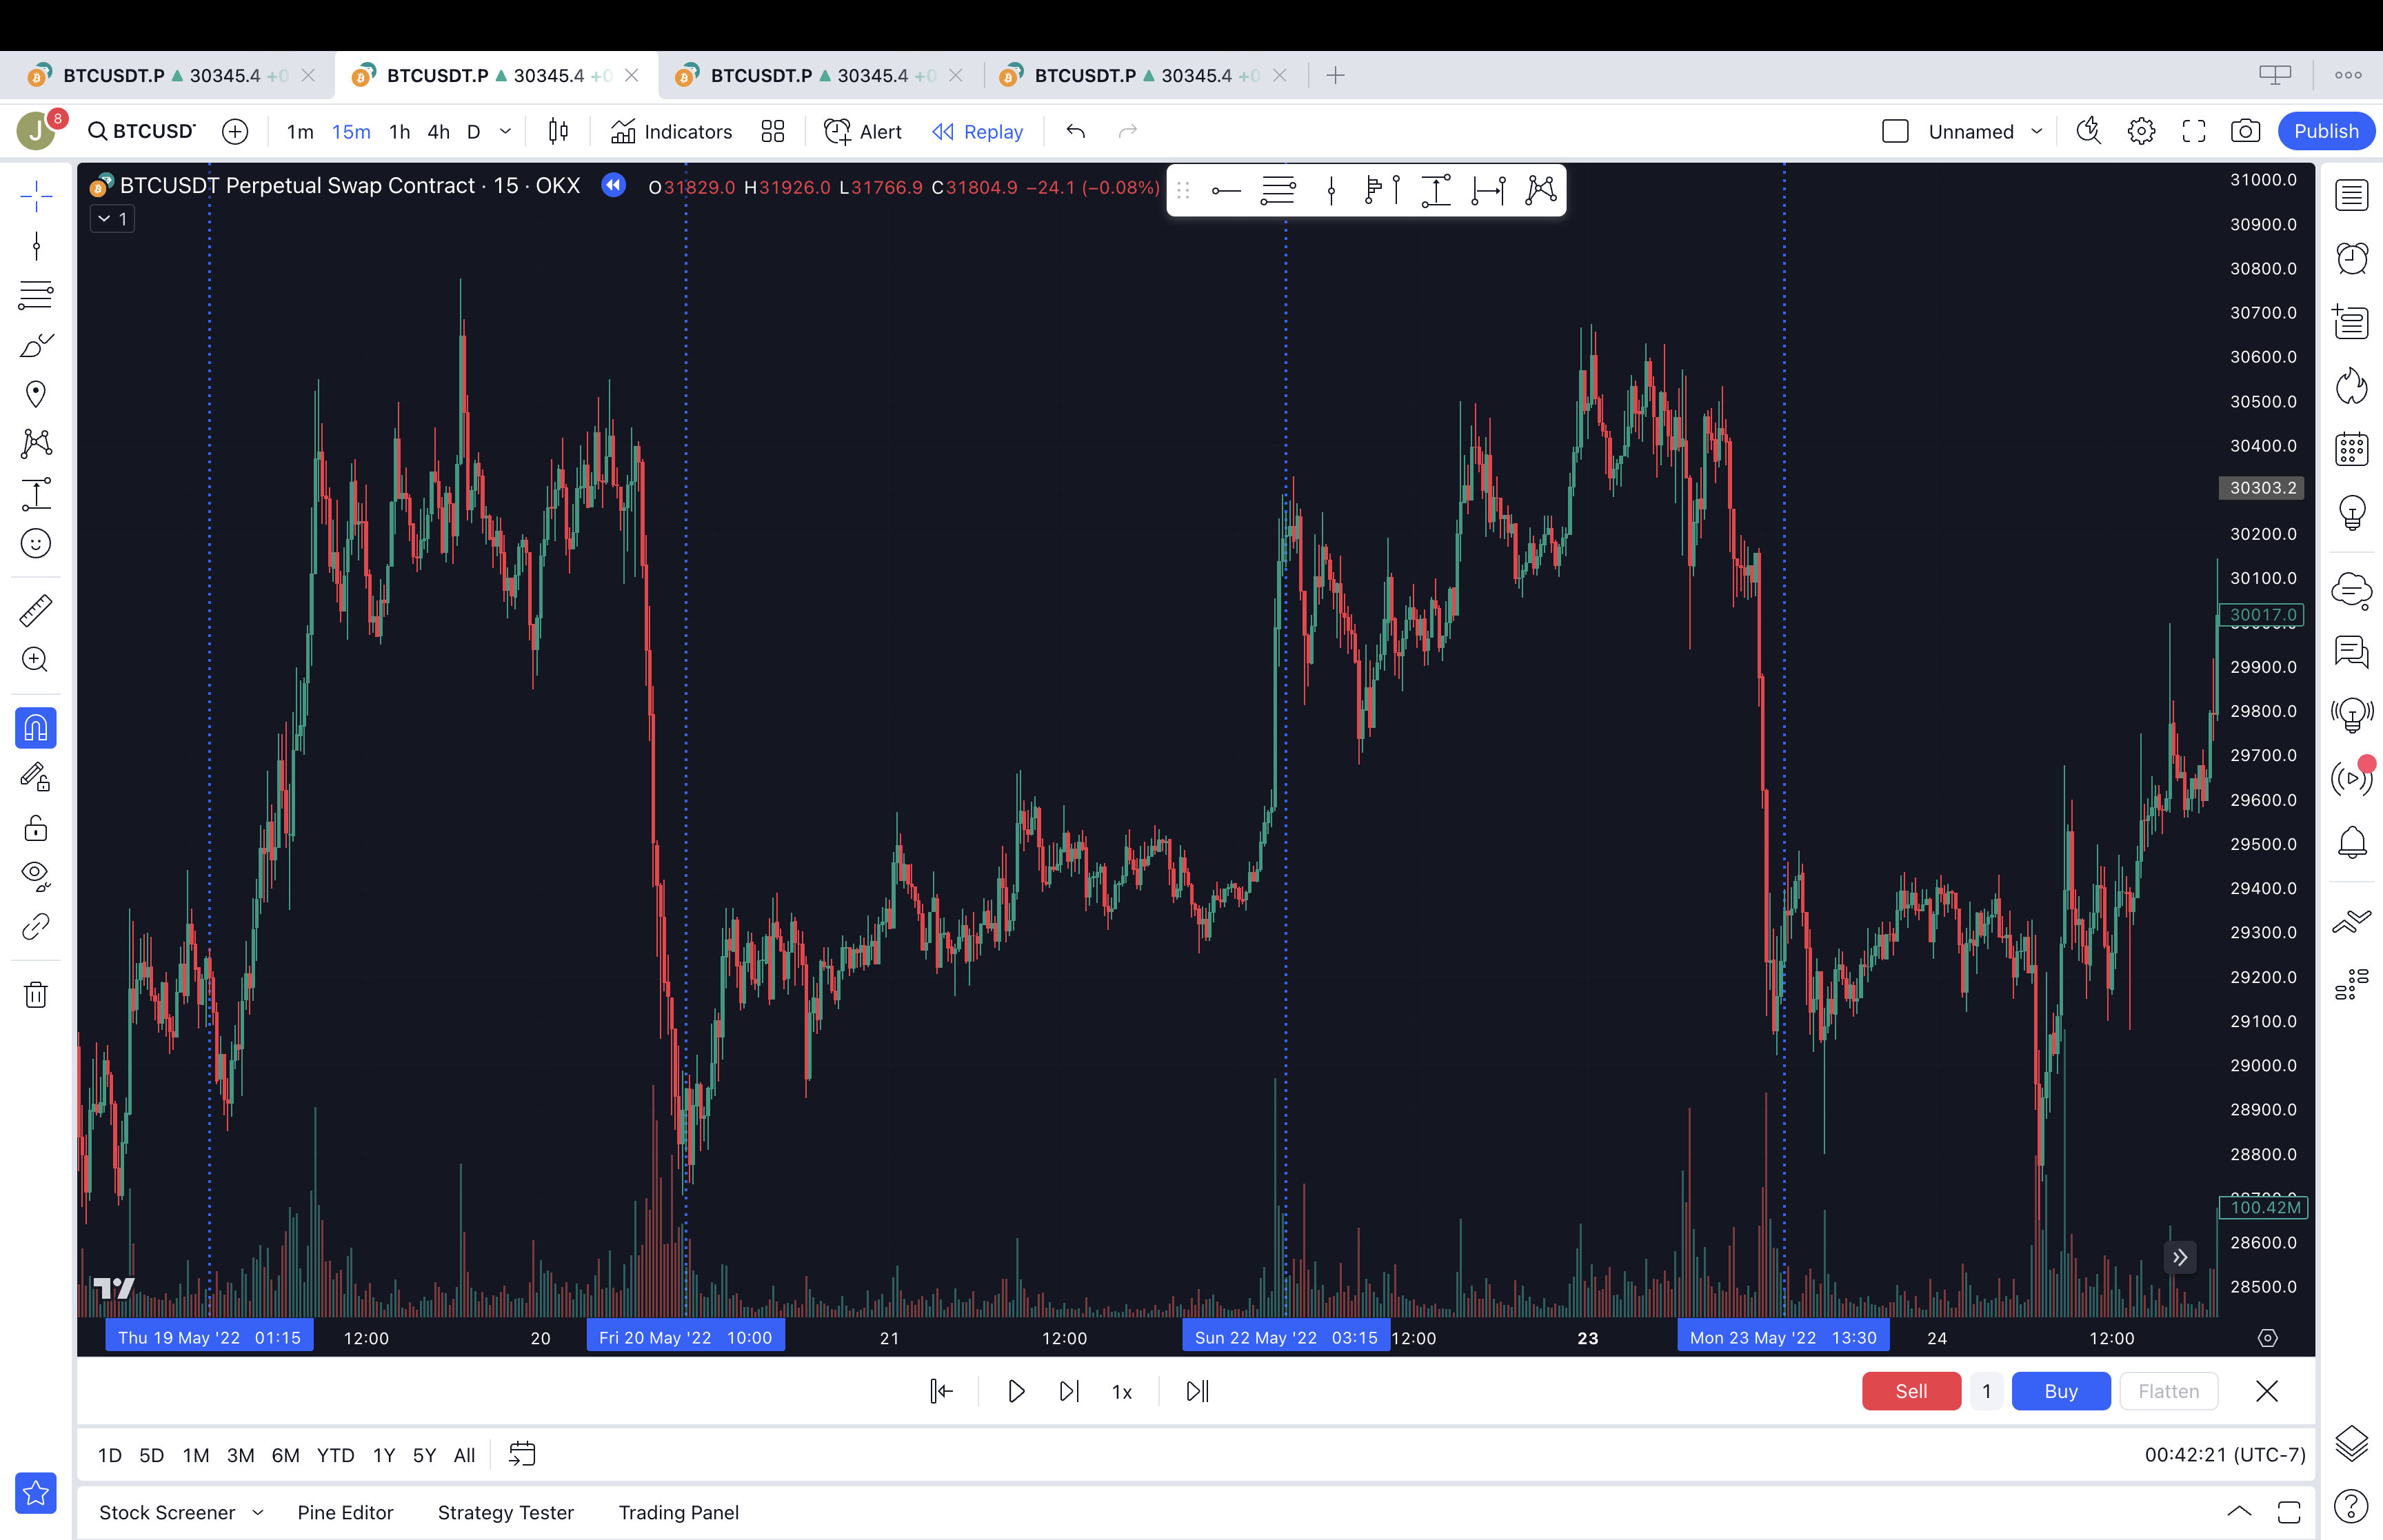 BTCUSDT.P 30345.4 +0
BTCUSDT.P 30345.4 +0
BTCUSDT.P 30345.4 +0
BTCUSDT.P 30345.4 +0
J 8 BTCUSD 1m 15m 1h 4h D Indicators Alert Replay Unnamed Publish
BTCUSDT Perpetual Swap Contract · 15 · OKX O31829.0 H31926.0 L31766.9 C31804.9 −24.1 (−0.08%)
1
31000.0
30900.0
30800.0
30700.0
30600.0
30500.0
30400.0
30303.2
30200.0
30100.0
30017.0
29900.0
29800.0
29700.0
29600.0
29500.0
29400.0
29300.0
29200.0
29100.0
29000.0
28900.0
28800.0
100.42M
28600.0
28500.0
Thu 19 May '22 01:15 12:00 20 Fri 20 May '22 10:00 21 12:00 Sun 22 May '22 03:15 12:00 23 Mon 23 May '22 13:30 24 12:00
1x Sell 1 Buy Flatten
1D 5D 1M 3M 6M YTD 1Y 5Y All 00:42:21 (UTC-7)
Stock Screener Pine Editor Strategy Tester Trading Panel